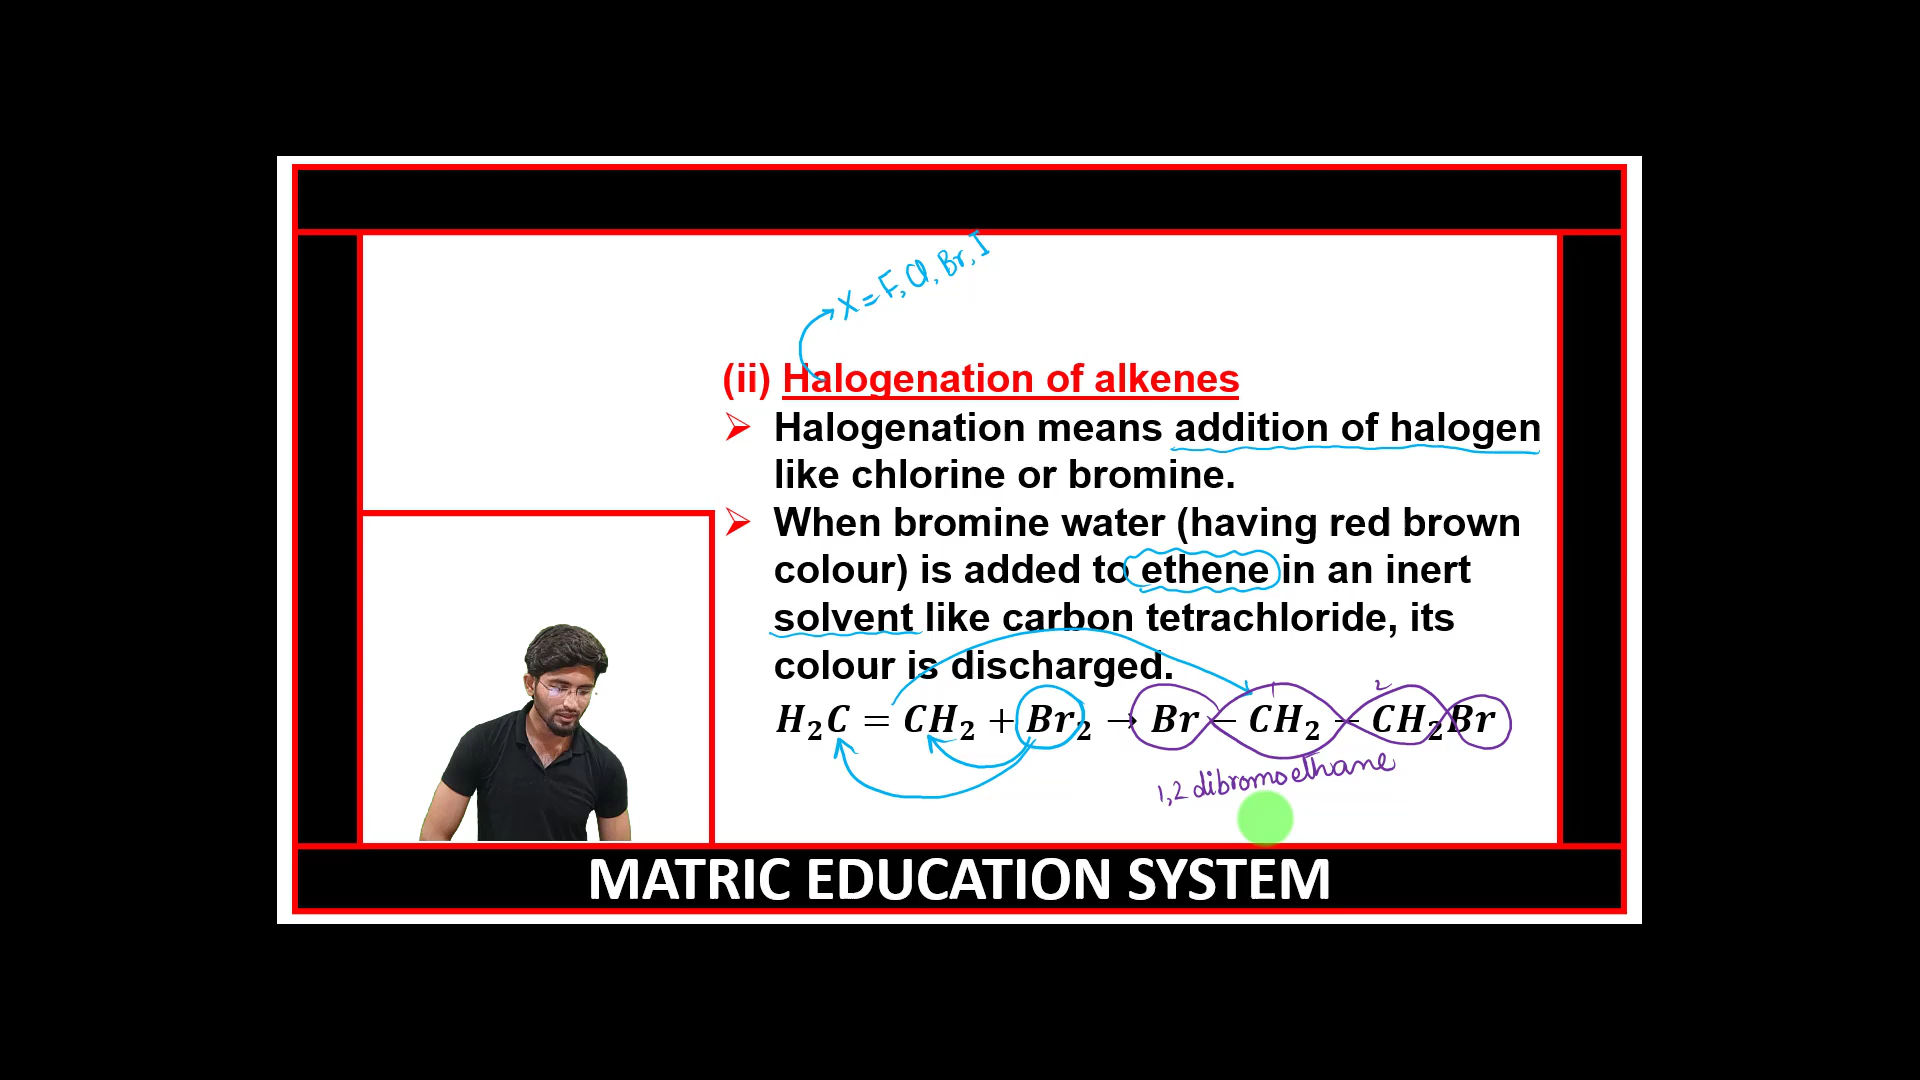 X = F, Cl, Br, I
(ii) Halogenation of alkenes
Halogenation means addition of halogen
like chlorine or bromine.
When bromine water (having red brown
colour) is added to ethene in an inert
solvent like carbon tetrachloride, its
colour is discharged.
1 2
H₂C = CH₂ + Br₂ → Br − CH₂ − CH₂Br
1,2 dibromoethane
MATRIC EDUCATION SYSTEM